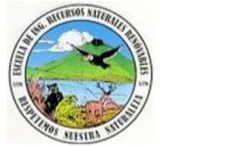 ESCUELA DE ING. RECURSOS NATURALES RENOVABLES
RESPETEMOS NUESTRA NATURALEZA